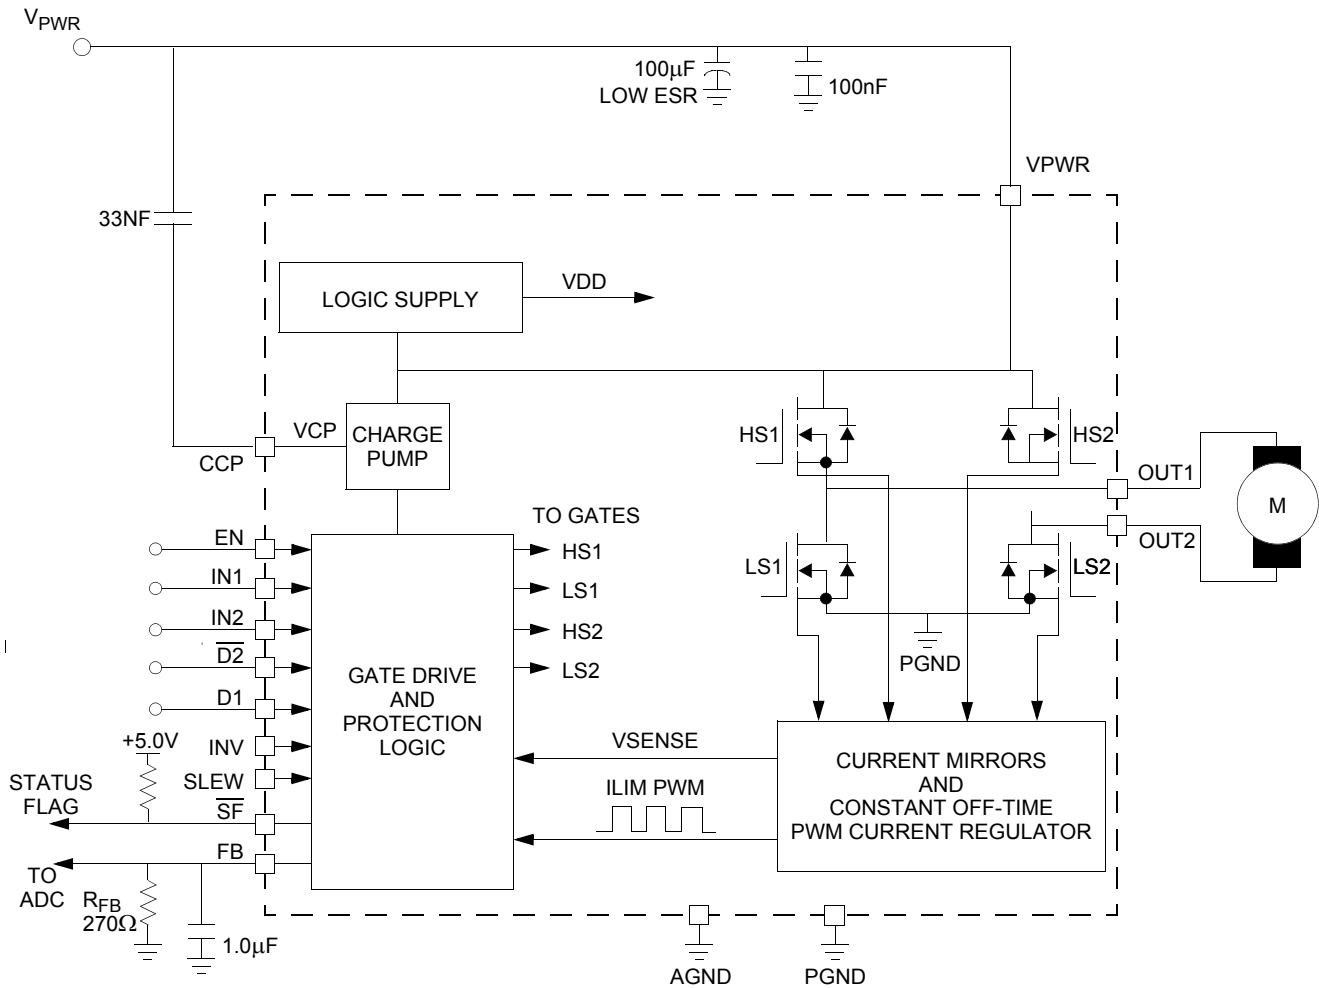 VPWR
100μF
LOW ESR
100nF
VPWR
33NF
LOGIC SUPPLY
VDD
VCP
CCP
CHARGE
PUMP
HS1
HS2
OUT1
M
OUT2
TO GATES
HS1
LS1
HS2
LS2
LS1
LS2
PGND
EN
IN1
IN2
D̅2̅
D1
INV
SLEW
S̅F̅
FB
+5.0V
STATUS
FLAG
TO
ADC
RFB
270Ω
1.0μF
GATE DRIVE
AND
PROTECTION
LOGIC
VSENSE
ILIM PWM
CURRENT MIRRORS
AND
CONSTANT OFF-TIME
PWM CURRENT REGULATOR
AGND
PGND